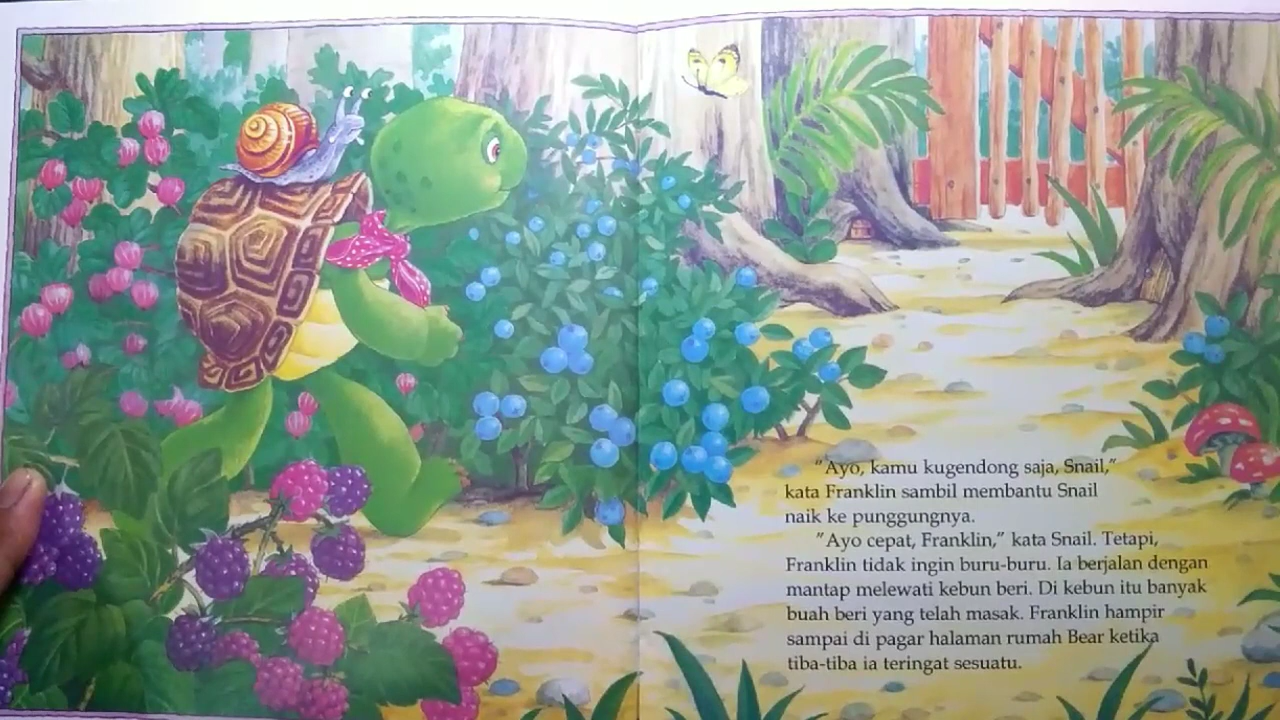 “Ayo, kamu kugendong saja, Snail,”
kata Franklin sambil membantu Snail
naik ke punggungnya.
“Ayo cepat, Franklin,” kata Snail. Tetapi,
Franklin tidak ingin buru-buru. Ia berjalan dengan
mantap melewati kebun beri. Di kebun itu banyak
buah beri yang telah masak. Franklin hampir
sampai di pagar halaman rumah Bear ketika
tiba-tiba ia teringat sesuatu.